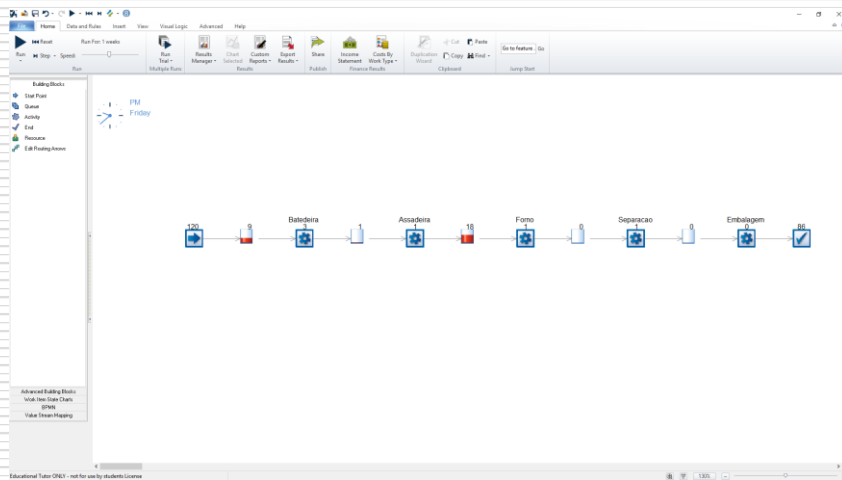 File Home Data and Rules Insert View Visual Logic Advanced Help
Run Reset Run For: 1 weeks
Step Speed
Run
Run Trial
Multiple Runs
Results Manager Chart Selected Custom Reports Export Results
Results
Share
Publish
Income Statement Costs By Work Type
Finance Results
Duplication Wizard Cut Copy Paste Find
Clipboard
Go to feature... Go
Jump Start
Building Blocks
Start Point
Queue
Activity
End
Resource
Edit Routing Arrows
PM
Friday
Batedeira Assadeira Forno Separacao Embalagem
120 9 3 1 1 18 1 0 1 0 0 86
Advanced Building Blocks
Work Item State Charts
BPMN
Value Stream Mapping
Educational Tutor ONLY - not for use by students License
130%